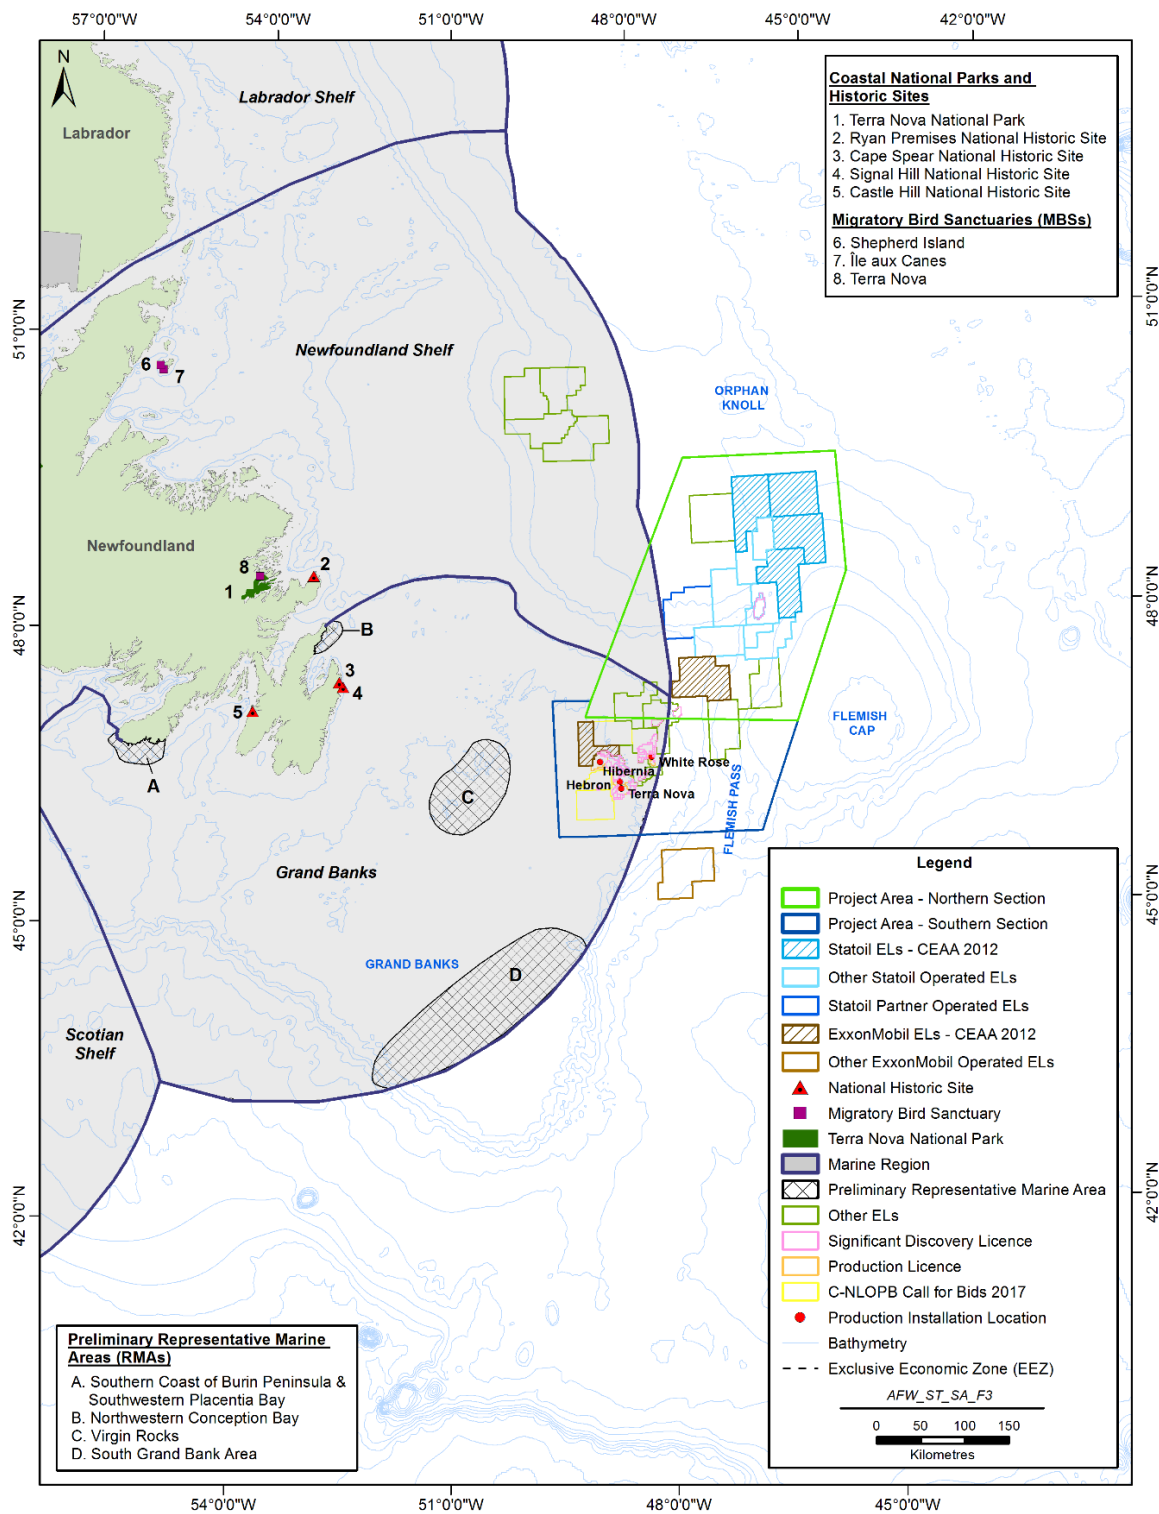 57°0'0"W 54°0'0"W 51°0'0"W 48°0'0"W 45°0'0"W 42°0'0"W
N
Labrador Shelf
Labrador
Coastal National Parks and
Historic Sites
1. Terra Nova National Park
2. Ryan Premises National Historic Site
3. Cape Spear National Historic Site
4. Signal Hill National Historic Site
5. Castle Hill National Historic Site
Migratory Bird Sanctuaries (MBSs)
6. Shepherd Island
7. Île aux Canes
8. Terra Nova
51°0'0"N
51°0'0"N
Newfoundland Shelf
6
7
ORPHAN
KNOLL
Newfoundland
8
2
1
48°0'0"N
48°0'0"N
B
3
4
5
FLEMISH
CAP
White Rose
Hibernia
Hebron
Terra Nova
A
C
FLEMISH PASS
Grand Banks
45°0'0"N
45°0'0"N
GRAND BANKS
D
Scotian
Shelf
Legend
Project Area - Northern Section
Project Area - Southern Section
Statoil ELs - CEAA 2012
Other Statoil Operated ELs
Statoil Partner Operated ELs
ExxonMobil ELs - CEAA 2012
Other ExxonMobil Operated ELs
National Historic Site
Migratory Bird Sanctuary
Terra Nova National Park
Marine Region
Preliminary Representative Marine Area
Other ELs
Significant Discovery Licence
Production Licence
C-NLOPB Call for Bids 2017
Production Installation Location
Bathymetry
Exclusive Economic Zone (EEZ)
AFW_ST_SA_F3
0 50 100 150
Kilometres
42°0'0"N
42°0'0"N
Preliminary Representative Marine
Areas (RMAs)
A. Southern Coast of Burin Peninsula &
Southwestern Placentia Bay
B. Northwestern Conception Bay
C. Virgin Rocks
D. South Grand Bank Area
54°0'0"W 51°0'0"W 48°0'0"W 45°0'0"W